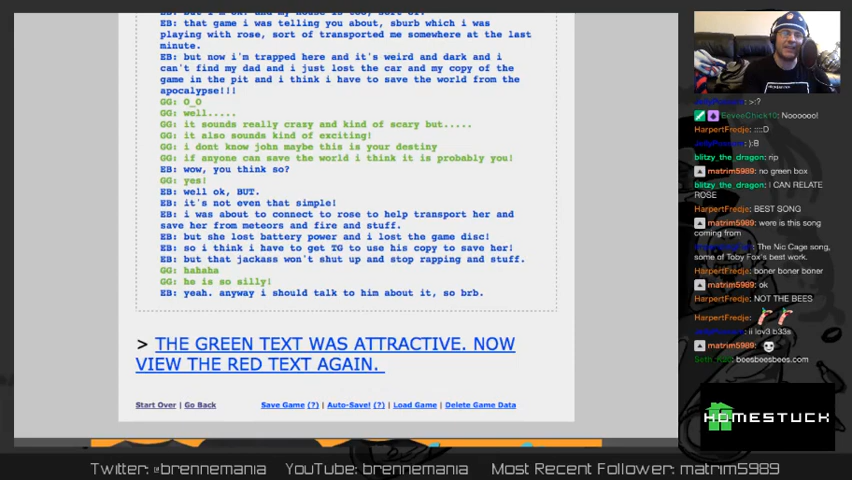 EB: that game i was telling you about, sburb which i was
playing with rose, sort of transported me somewhere at the last
minute.
EB: but now i'm trapped here and it's weird and dark and i
can't find my dad and i just lost the car and my copy of the
game in the pit and i think i have to save the world from the
apocalypse!!!
GG: O_O
GG: well.....
GG: it sounds really crazy and kind of scary but.....
GG: it also sounds kind of exciting!
GG: i dont know john maybe this is your destiny
GG: if anyone can save the world i think it is probably you!
EB: wow, you think so?
GG: yes!
EB: well ok, BUT.
EB: it's not even that simple!
EB: i was about to connect to rose to help transport her and
save her from meteors and fire and stuff.
EB: but she lost battery power and i lost the game disc!
EB: so i think i have to get TG to use his copy to save her!
EB: but that jackass won't shut up and stop rapping and stuff.
GG: hahaha
GG: he is so silly!
EB: yeah. anyway i should talk to him about it, so brb.
> THE GREEN TEXT WAS ATTRACTIVE. NOW
VIEW THE RED TEXT AGAIN.
Start Over | Go Back
Save Game (?) | Auto-Save! (?) | Load Game | Delete Game Data
>:?
EeveeChick10: Noooooo!
HarpertFredje: ::::D
):B
blitzy_the_dragon: rip
matrim5989: no green box
blitzy_the_dragon: I CAN RELATE
ROSE
HarpertFredje: BEST SONG
matrim5989: were is this song
coming from
The Nic Cage song,
some of Toby Fox's best work.
HarpertFredje: boner boner boner
matrim5989: ok
HarpertFredje: NOT THE BEES
HarpertFredje:
ii lov3 b33s
matrim5989:
beesbeesbees.com
HOMESTUCK
Twitter: @brennemania YouTube: brennemania Most Recent Follower: matrim5989